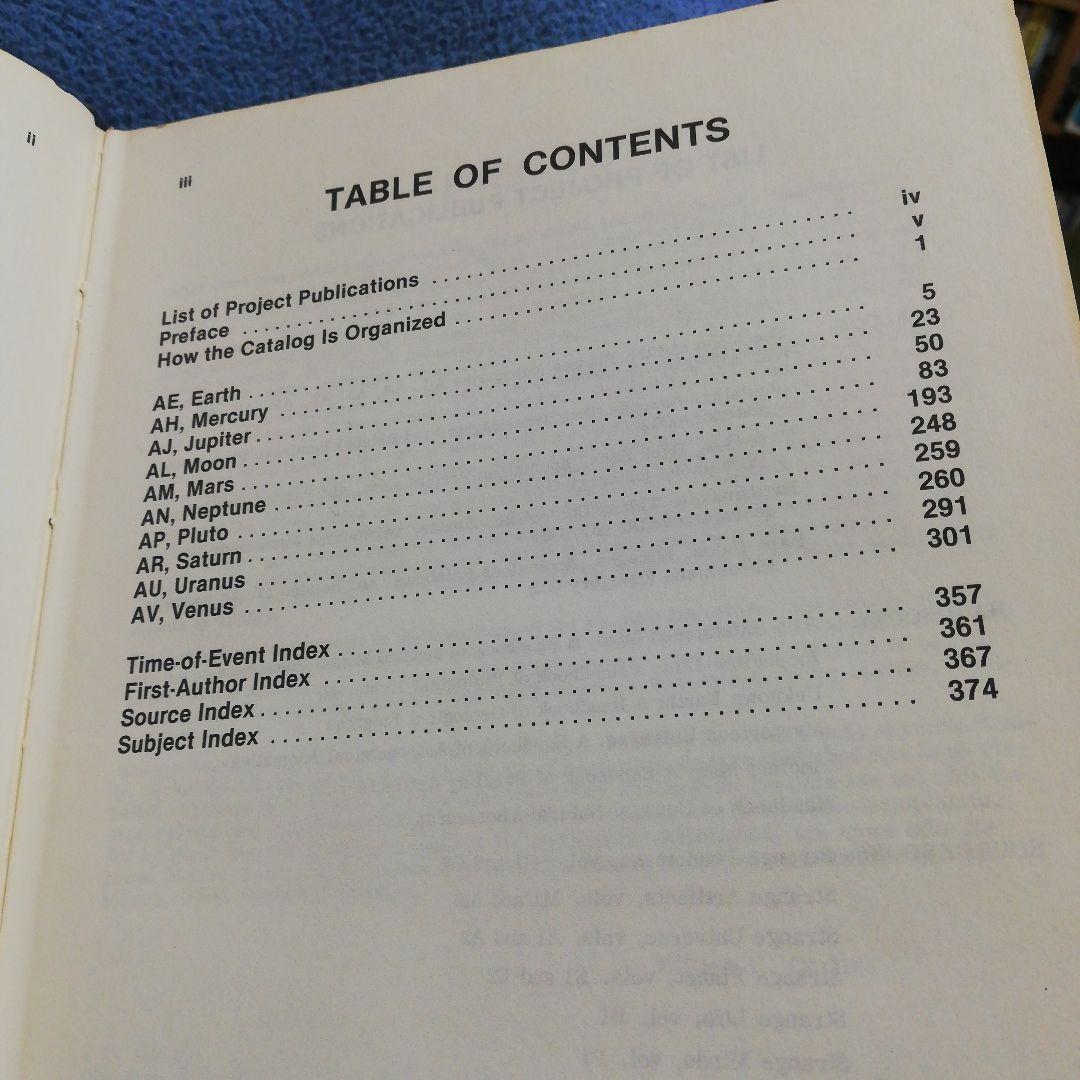 ii
iii
TABLE OF CONTENTS
List of Project Publications . . . . . . . . . . . . . . . . . . . . . . . . . . . . . . iv
Preface . . . . . . . . . . . . . . . . . . . . . . . . . . . . . . v
How the Catalog Is Organized . . . . . . . . . . . . . . . . . . . . . . . . . . . . . . 1
AE, Earth . . . . . . . . . . . . . . . . . . . . . . . . . . . . . . 5
AH, Mercury . . . . . . . . . . . . . . . . . . . . . . . . . . . . . . 23
AJ, Jupiter . . . . . . . . . . . . . . . . . . . . . . . . . . . . . . 50
AL, Moon . . . . . . . . . . . . . . . . . . . . . . . . . . . . . . 83
AM, Mars . . . . . . . . . . . . . . . . . . . . . . . . . . . . . . 193
AN, Neptune . . . . . . . . . . . . . . . . . . . . . . . . . . . . . . 248
AP, Pluto . . . . . . . . . . . . . . . . . . . . . . . . . . . . . . 259
AR, Saturn . . . . . . . . . . . . . . . . . . . . . . . . . . . . . . 260
AU, Uranus . . . . . . . . . . . . . . . . . . . . . . . . . . . . . . 291
AV, Venus . . . . . . . . . . . . . . . . . . . . . . . . . . . . . . 301
Time-of-Event Index . . . . . . . . . . . . . . . . . . . . . . . . . . . . . . 357
First-Author Index . . . . . . . . . . . . . . . . . . . . . . . . . . . . . . 361
Source Index . . . . . . . . . . . . . . . . . . . . . . . . . . . . . . 367
Subject Index . . . . . . . . . . . . . . . . . . . . . . . . . . . . . . 374